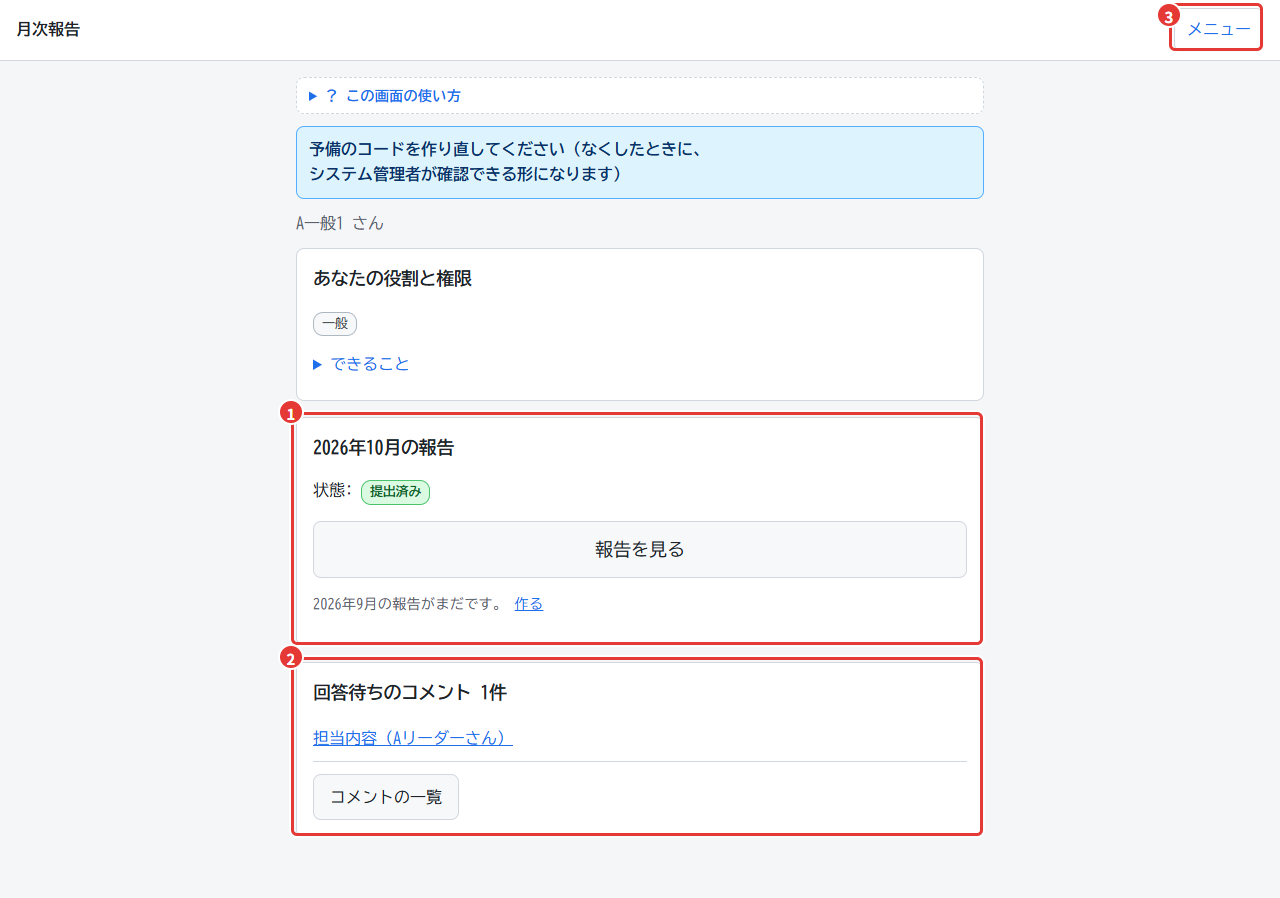 月次報告
3
メニュー
▶ ? この画面の使い方
予備のコードを作り直してください（なくしたときに、
システム管理者が確認できる形になります）
A一般1 さん
あなたの役割と権限
一般
▶ できること
1
2026年10月の報告
状態: 提出済み
報告を見る
2026年9月の報告がまだです。 作る
2
回答待ちのコメント 1件
担当内容（Aリーダーさん）
コメントの一覧